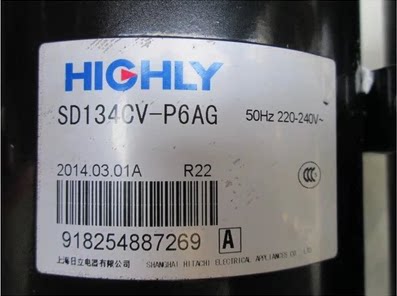 HIGHLY
SD134CV-P6AG 50Hz 220-240V~
2014.03.01A R22
CCC
918254887269 A
上海日立电器有限公司 SHANGHAI HITACHI ELECTRICAL APPLIANCES CO., LTD.